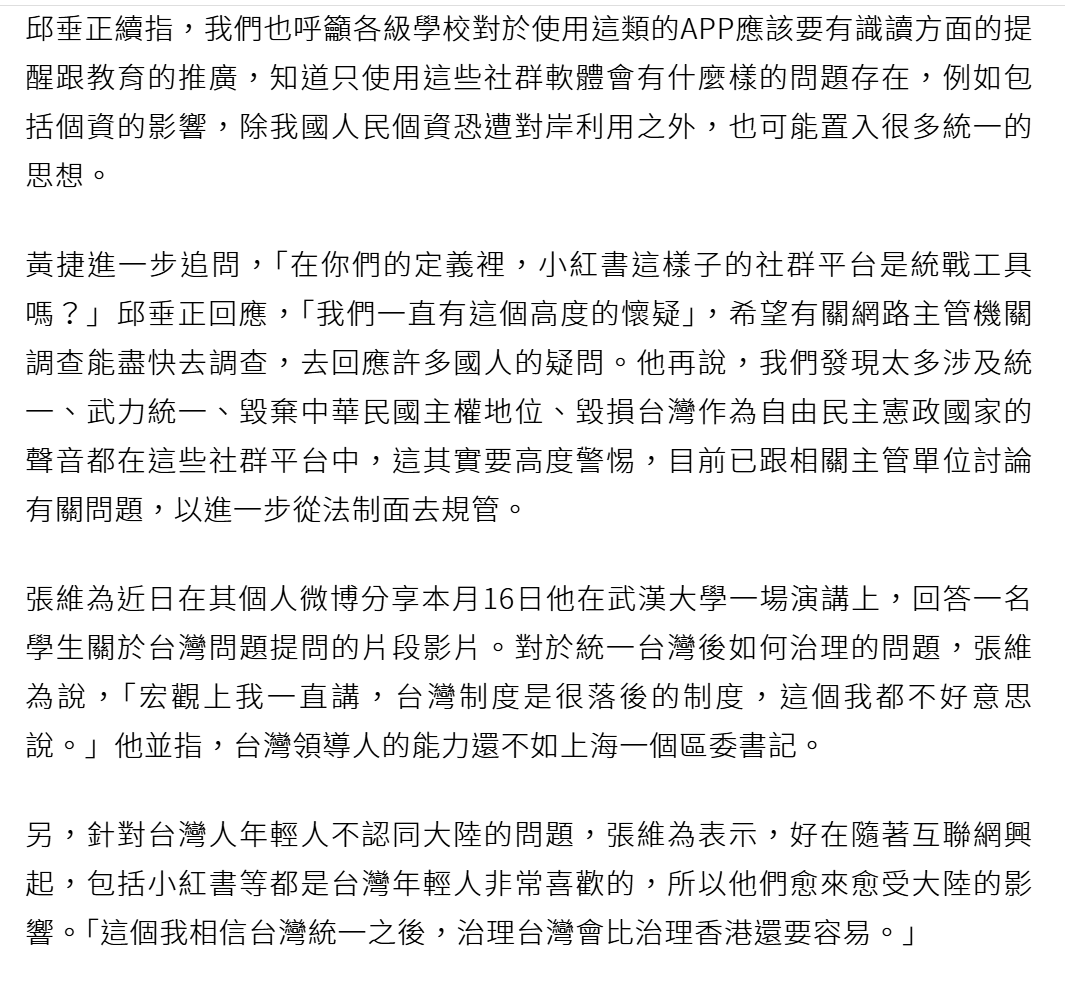 邱垂正續指，我們也呼籲各級學校對於使用這類的APP應該要有識讀方面的提
醒跟教育的推廣，知道只使用這些社群軟體會有什麼樣的問題存在，例如包
括個資的影響，除我國人民個資恐遭對岸利用之外，也可能置入很多統一的
思想。
黃捷進一步追問，「在你們的定義裡，小紅書這樣子的社群平台是統戰工具
嗎？」邱垂正回應，「我們一直有這個高度的懷疑」，希望有關網路主管機關
調查能盡快去調查，去回應許多國人的疑問。他再說，我們發現太多涉及統
一、武力統一、毀棄中華民國主權地位、毀損台灣作為自由民主憲政國家的
聲音都在這些社群平台中，這其實要高度警惕，目前已跟相關主管單位討論
有關問題，以進一步從法制面去規管。
張維為近日在其個人微博分享本月16日他在武漢大學一場演講上，回答一名
學生關於台灣問題提問的片段影片。對於統一台灣後如何治理的問題，張維
為說，「宏觀上我一直講，台灣制度是很落後的制度，這個我都不好意思
說。」他並指，台灣領導人的能力還不如上海一個區委書記。
另，針對台灣人年輕人不認同大陸的問題，張維為表示，好在隨著互聯網興
起，包括小紅書等都是台灣年輕人非常喜歡的，所以他們愈來愈受大陸的影
響。「這個我相信台灣統一之後，治理台灣會比治理香港還要容易。」